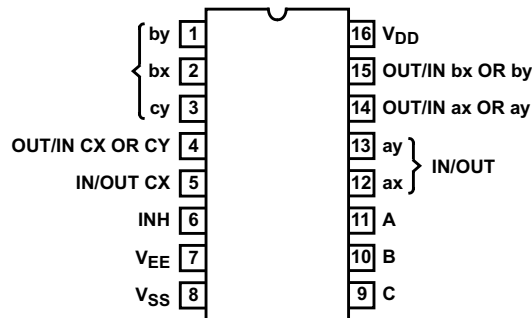 by 1 16 VDD
bx 2 15 OUT/IN bx OR by
cy 3 14 OUT/IN ax OR ay
OUT/IN CX OR CY 4 13 ay
IN/OUT
IN/OUT CX 5 12 ax
INH 6 11 A
VEE 7 10 B
VSS 8 9 C